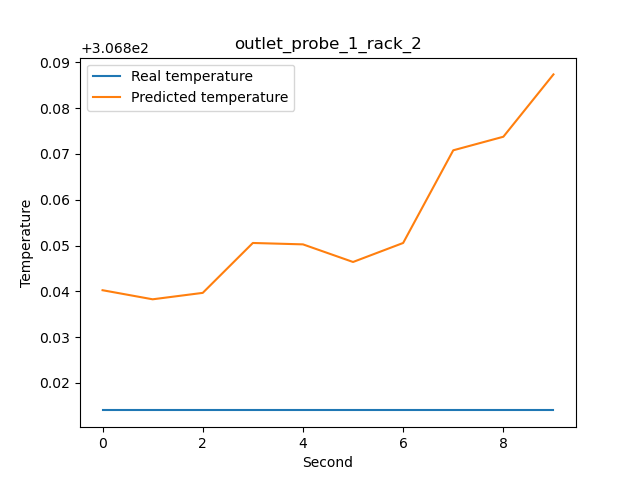 +3.068e2
outlet_probe_1_rack_2
Real temperature
Predicted temperature
0.09
0.08
0.07
0.06
0.05
0.04
0.03
0.02
Temperature
0 2 4 6 8
Second